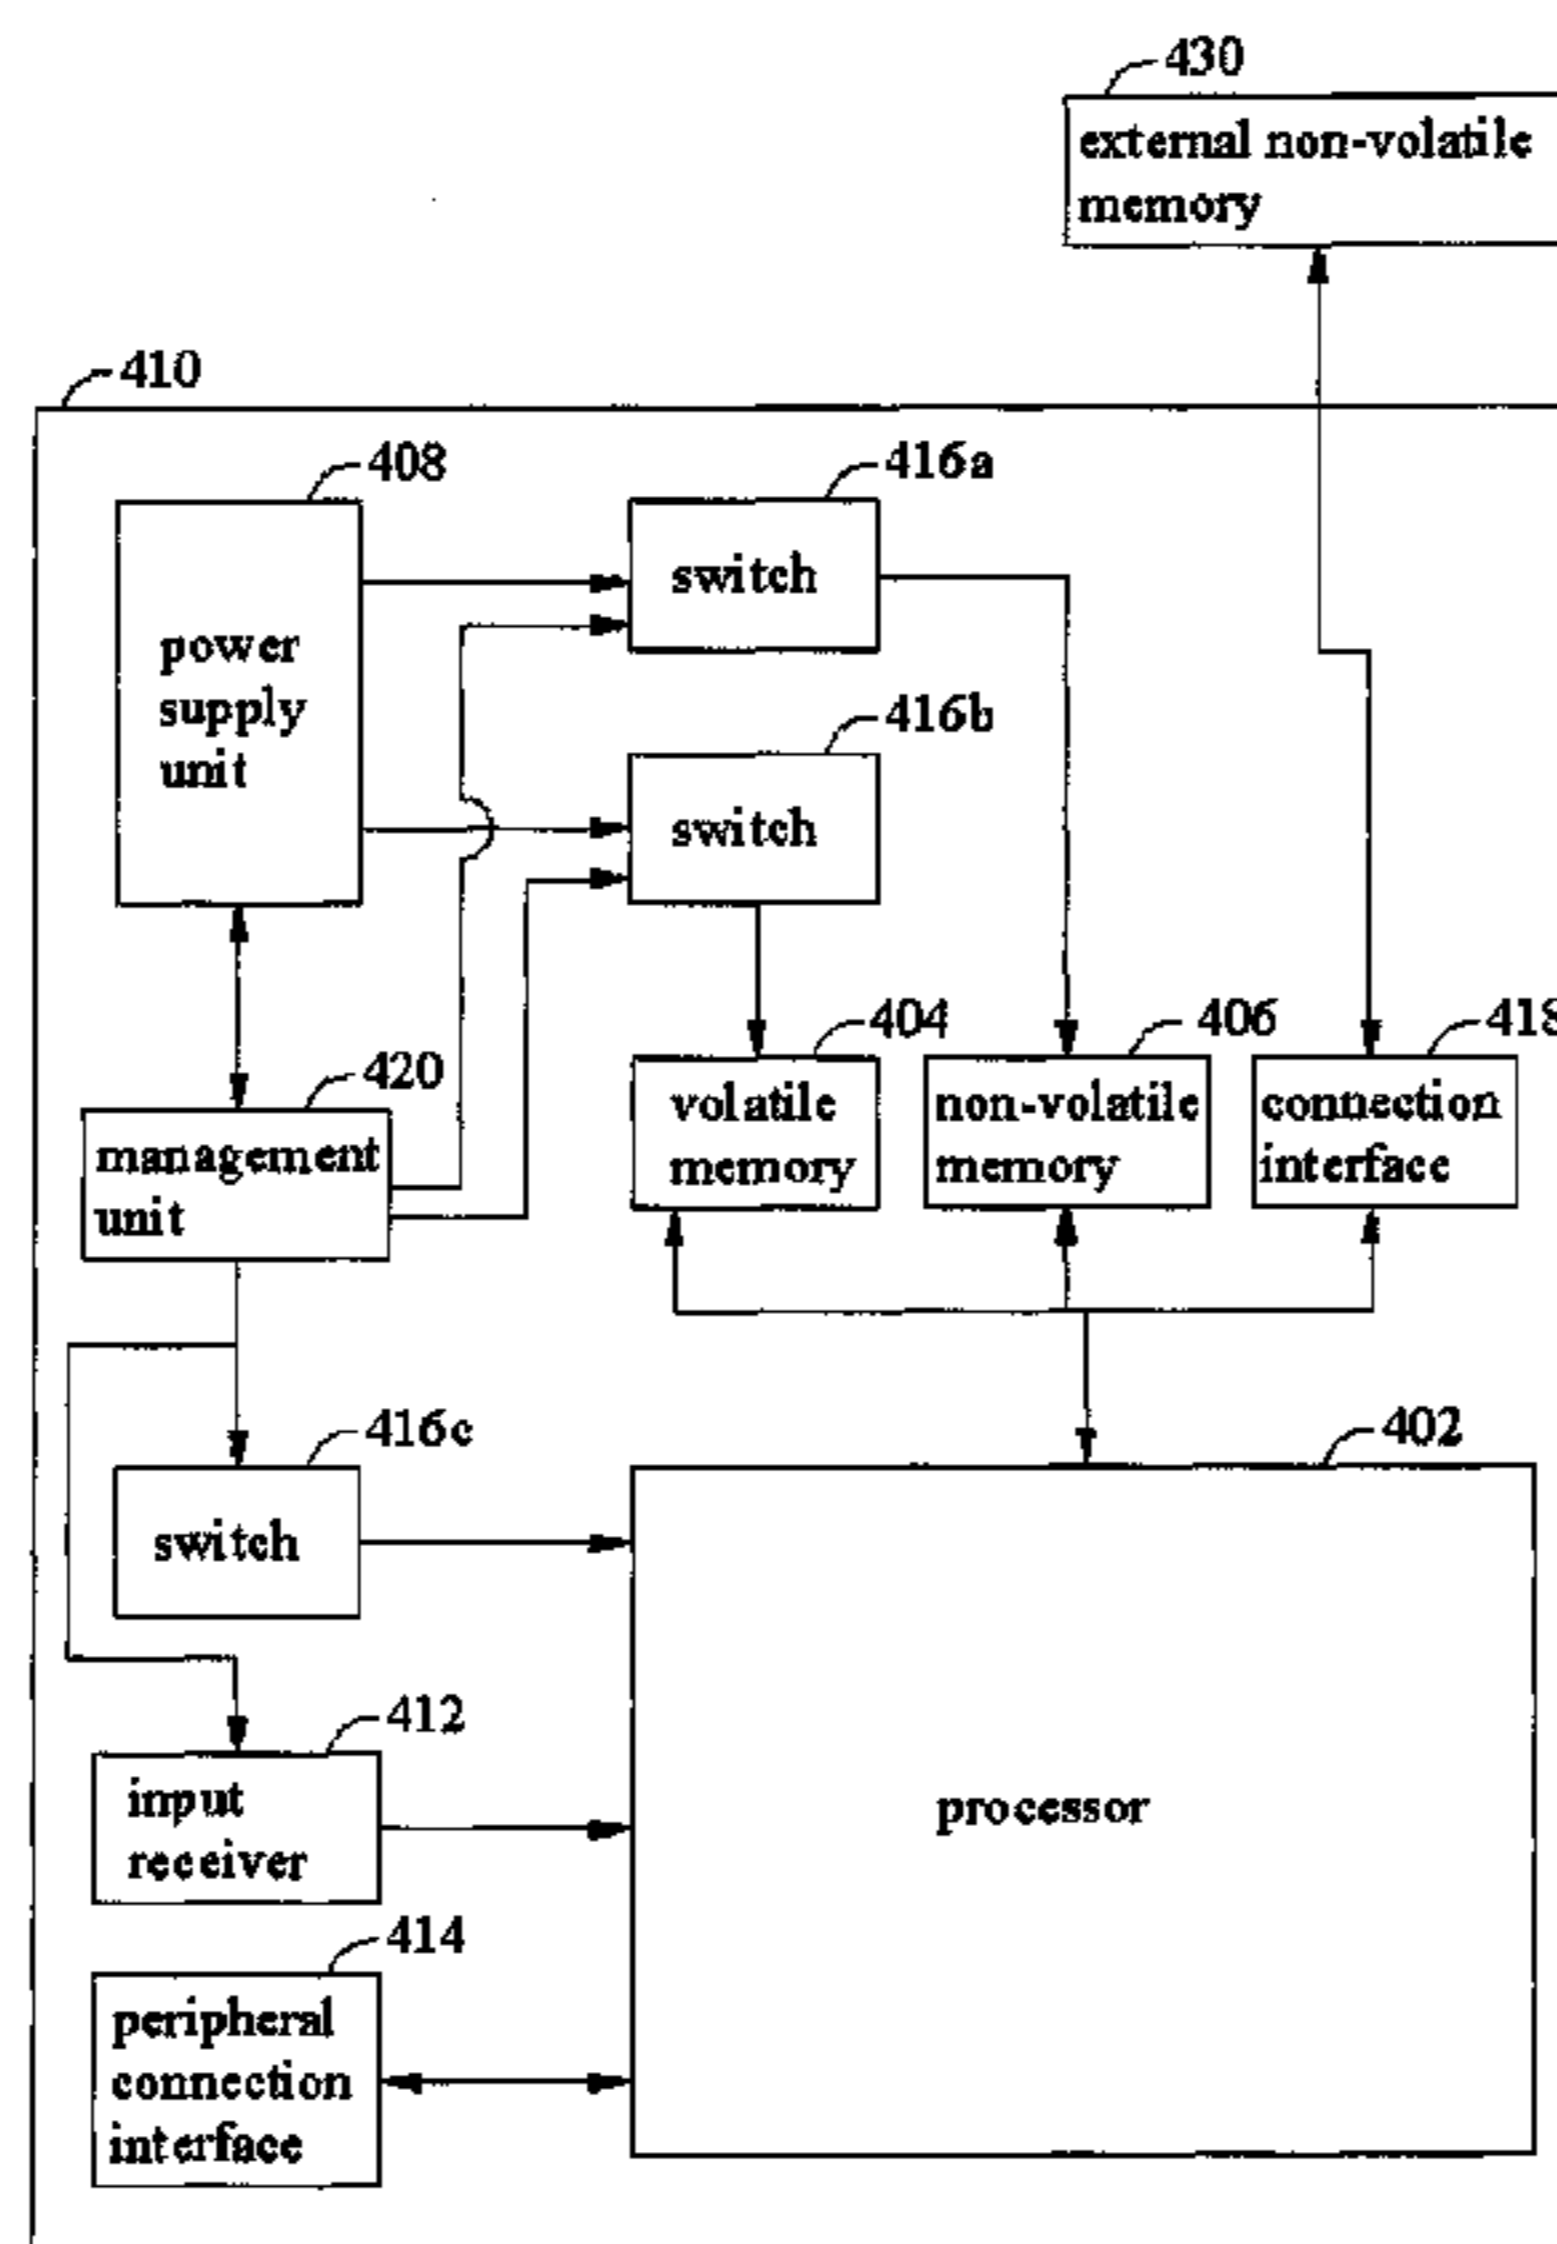 430
external non-volatile
memory
410
408
416a
switch
power
supply
unit
416b
switch
404
406
418
420
volatile
memory
non-volatile
memory
connection
interface
management
unit
416c
402
switch
412
input
receiver
processor
414
peripheral
connection
interface